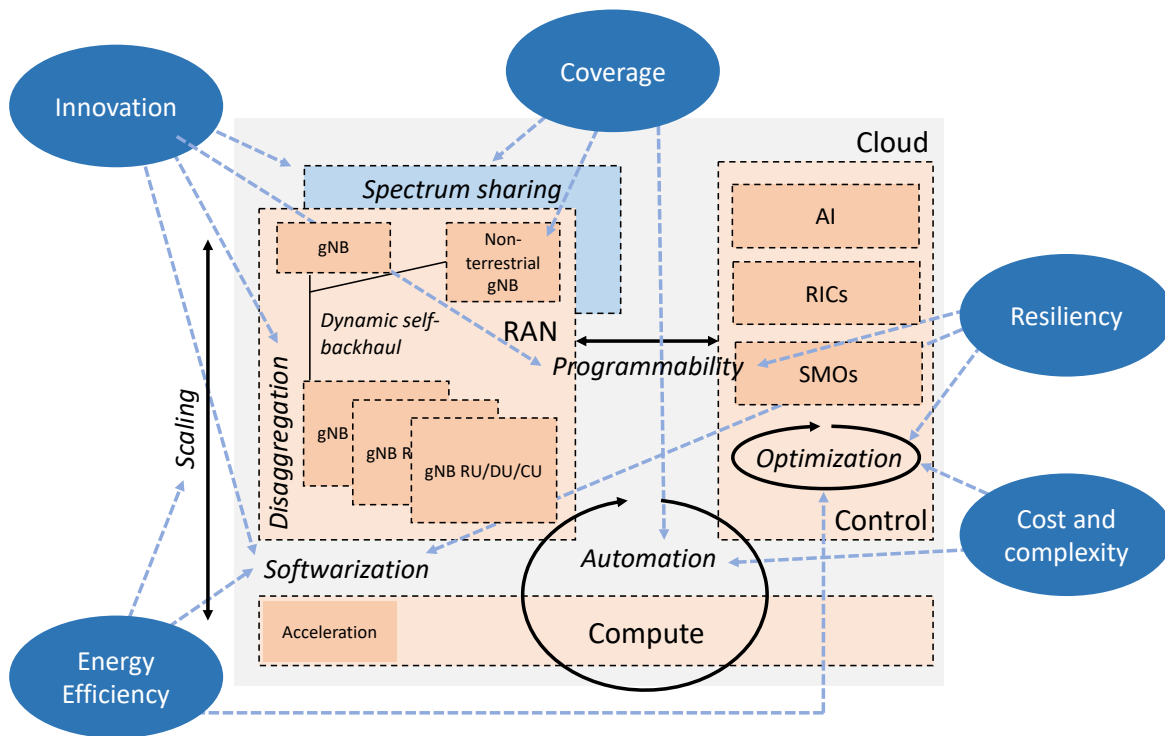 Innovation
Coverage
Cloud
Spectrum sharing
AI
gNB
Non-
terrestrial
gNB
RICs
Resiliency
Dynamic self-
backhaul
RAN
Programmability
SMOs
Scaling
Disaggregation
gNB
gNB R
gNB RU/DU/CU
Optimization
Control
Cost and
complexity
Softwarization
Automation
Acceleration
Compute
Energy
Efficiency